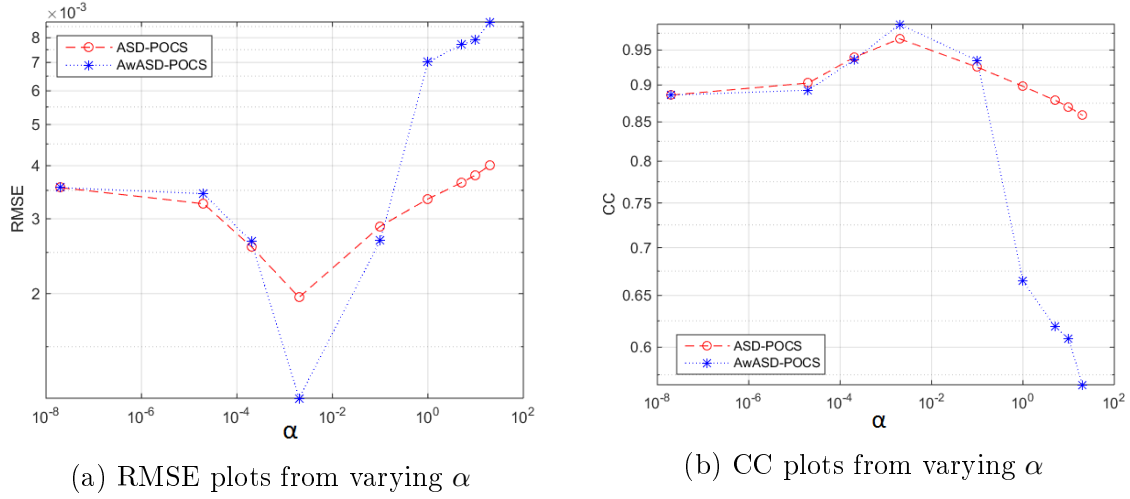 × 10⁻³
8
7
6
5
4
3
2
RMSE
ASD-POCS
AwASD-POCS
10⁻⁸ 10⁻⁶ 10⁻⁴ 10⁻² 10⁰ 10²
α
(a) RMSE plots from varying α
0.95
0.9
0.85
0.8
0.75
0.7
0.65
0.6
CC
ASD-POCS
AwASD-POCS
10⁻⁸ 10⁻⁶ 10⁻⁴ 10⁻² 10⁰ 10²
α
(b) CC plots from varying α